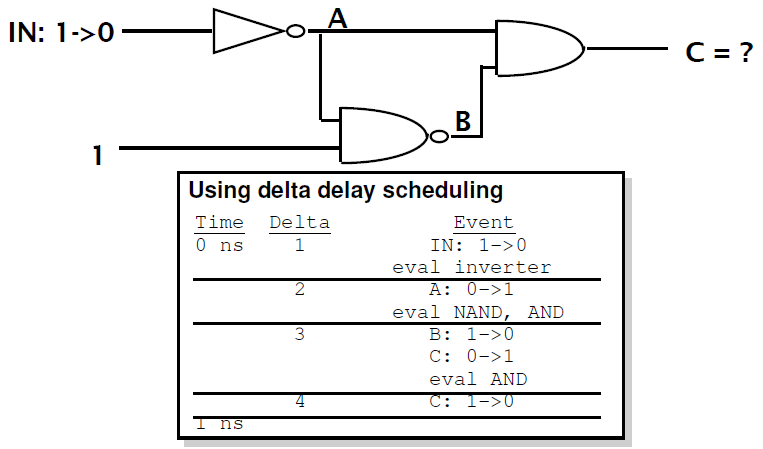 A
IN: 1->0
C = ?
B
1
Using delta delay scheduling
Time Delta Event
0 ns 1 IN: 1->0
eval inverter
2 A: 0->1
eval NAND, AND
3 B: 1->0
C: 0->1
eval AND
4 C: 1->0
1 ns